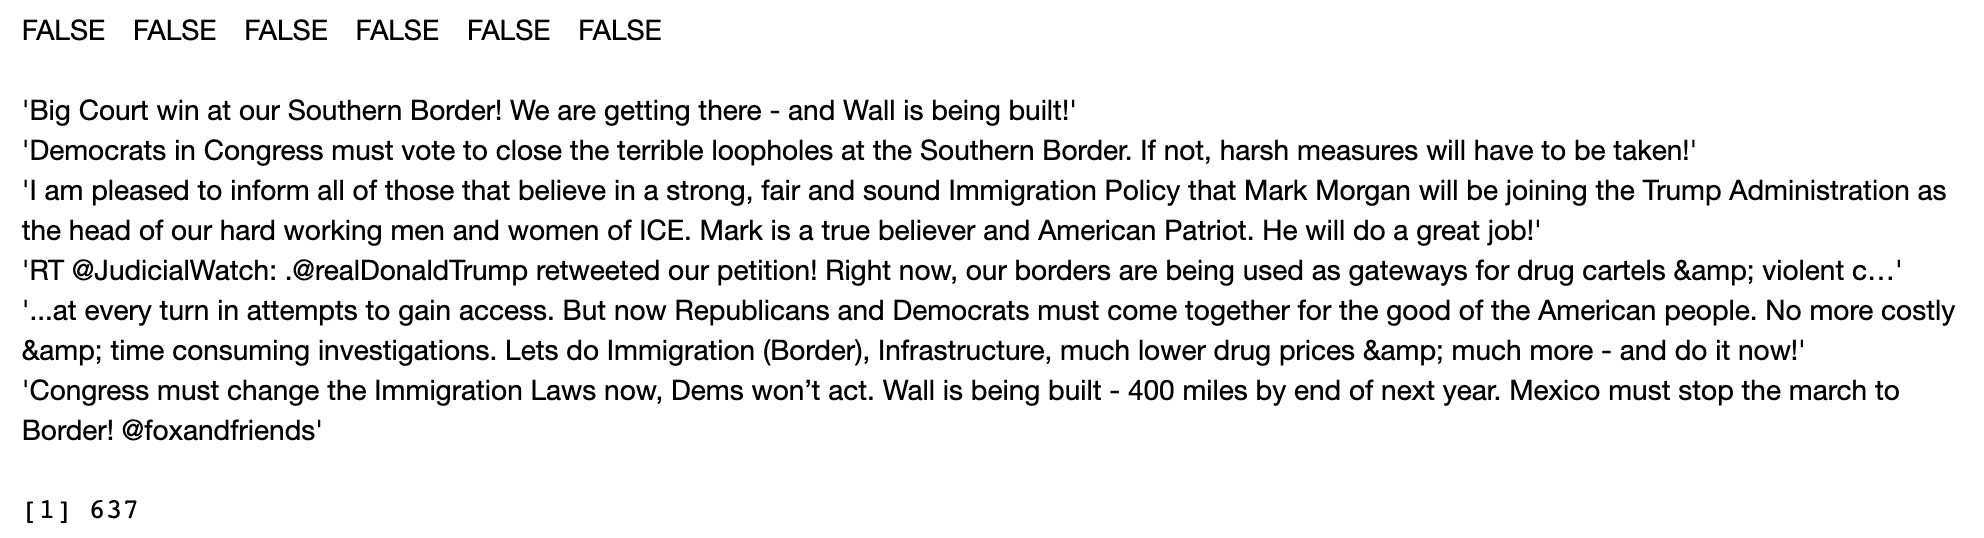 FALSE FALSE FALSE FALSE FALSE FALSE
'Big Court win at our Southern Border! We are getting there - and Wall is being built!'
'Democrats in Congress must vote to close the terrible loopholes at the Southern Border. If not, harsh measures will have to be taken!'
'I am pleased to inform all of those that believe in a strong, fair and sound Immigration Policy that Mark Morgan will be joining the Trump Administration as
the head of our hard working men and women of ICE. Mark is a true believer and American Patriot. He will do a great job!'
'RT @JudicialWatch: .@realDonaldTrump retweeted our petition! Right now, our borders are being used as gateways for drug cartels &amp; violent c…'
'...at every turn in attempts to gain access. But now Republicans and Democrats must come together for the good of the American people. No more costly
&amp; time consuming investigations. Lets do Immigration (Border), Infrastructure, much lower drug prices &amp; much more - and do it now!'
'Congress must change the Immigration Laws now, Dems won’t act. Wall is being built - 400 miles by end of next year. Mexico must stop the march to
Border! @foxandfriends'
[1] 637